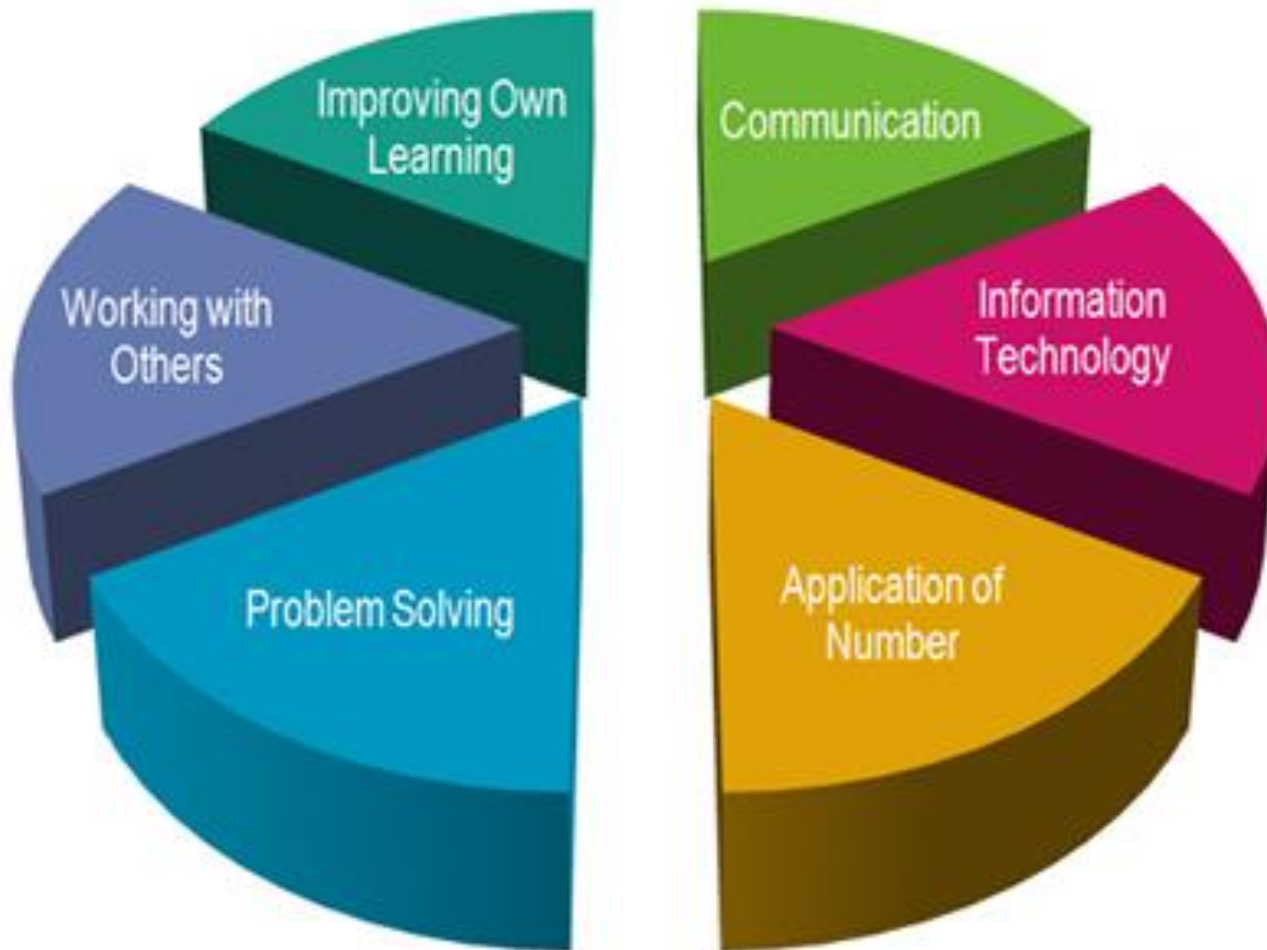 Improving Own
Learning
Communication
Working with
Others
Information
Technology
Problem Solving
Application of
Number